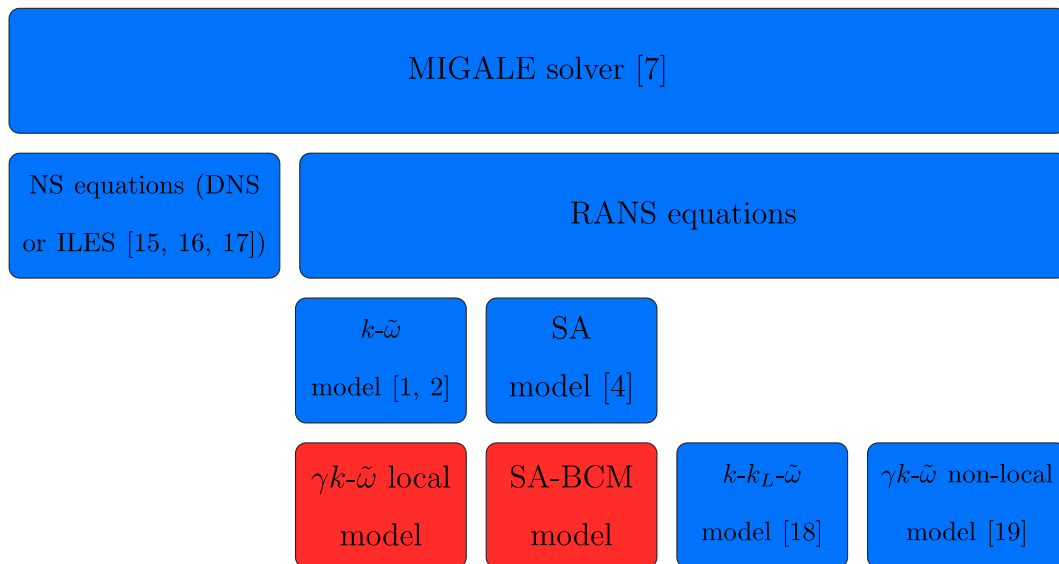 MIGALE solver [7]
NS equations (DNS
or ILES [15, 16, 17])
RANS equations
k-ω̃
model [1, 2]
SA
model [4]
γk-ω̃ local
model
SA-BCM
model
k-k_L-ω̃
model [18]
γk-ω̃ non-local
model [19]